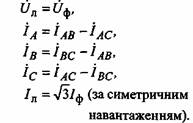 U̇л = U̇ф,
İA = İAB − İAC,
İB = İBC − İAB,
İC = İAC − İBC,
Iл = √3Iф (за симетричним
навантаженням).